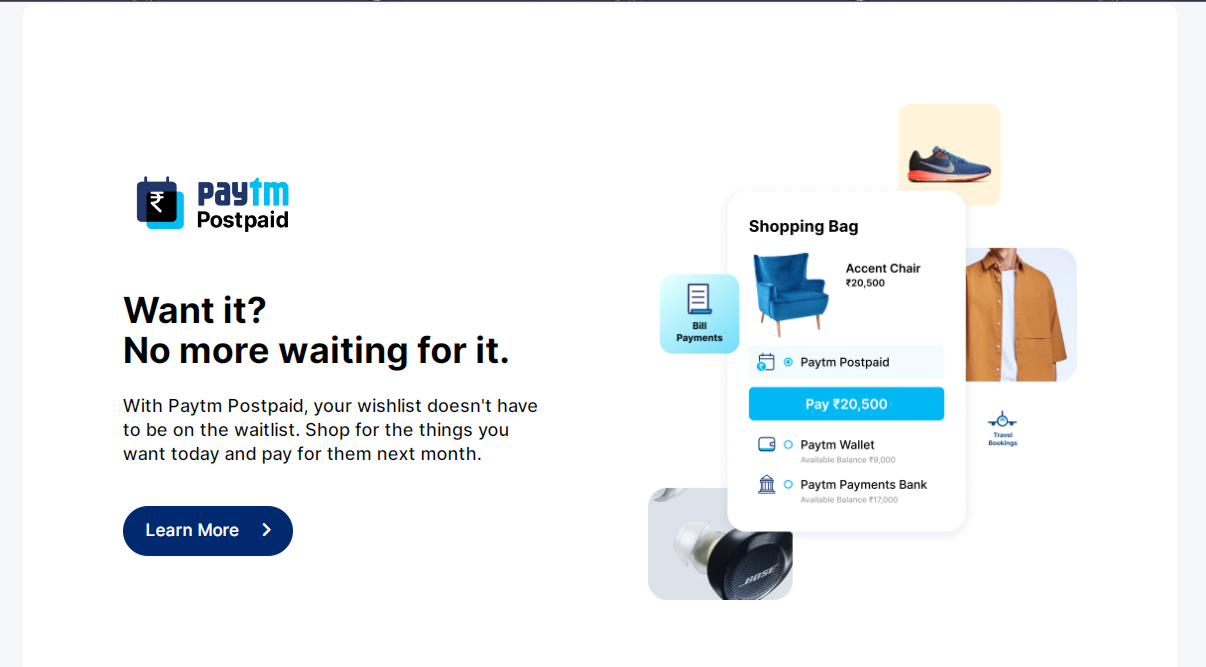 paytm
Postpaid
Want it?
No more waiting for it.
With Paytm Postpaid, your wishlist doesn't have
to be on the waitlist. Shop for the things you
want today and pay for them next month.
Learn More
Shopping Bag
Accent Chair
₹20,500
Bill
Payments
Paytm Postpaid
Pay ₹20,500
Paytm Wallet
Available Balance ₹9,000
Travel
Bookings
Paytm Payments Bank
Available Balance ₹17,000
BOSE